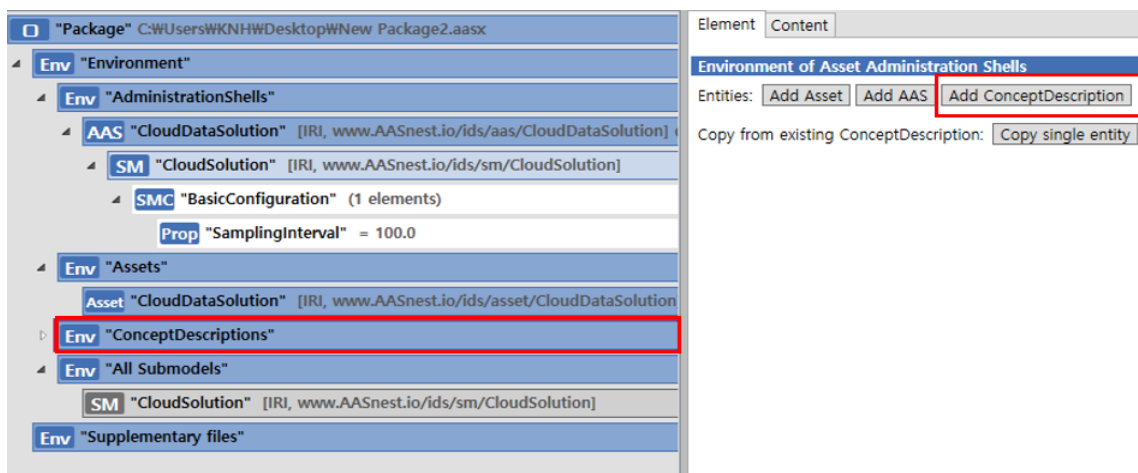 "Package" C:₩Users₩KNH₩Desktop₩New Package2.aasx
Env "Environment"
Env "AdministrationShells"
AAS "CloudDataSolution" [IRI, www.AASnest.io/ids/aas/CloudDataSolution]
SM "CloudSolution" [IRI, www.AASnest.io/ids/sm/CloudSolution]
SMC "BasicConfiguration" (1 elements)
Prop "SamplingInterval" = 100.0
Env "Assets"
Asset "CloudDataSolution" [IRI, www.AASnest.io/ids/asset/CloudDataSolution
Env "ConceptDescriptions"
Env "All Submodels"
SM "CloudSolution" [IRI, www.AASnest.io/ids/sm/CloudSolution]
Env "Supplementary files"
Element Content
Environment of Asset Administration Shells
Entities: Add Asset Add AAS Add ConceptDescription
Copy from existing ConceptDescription: Copy single entity